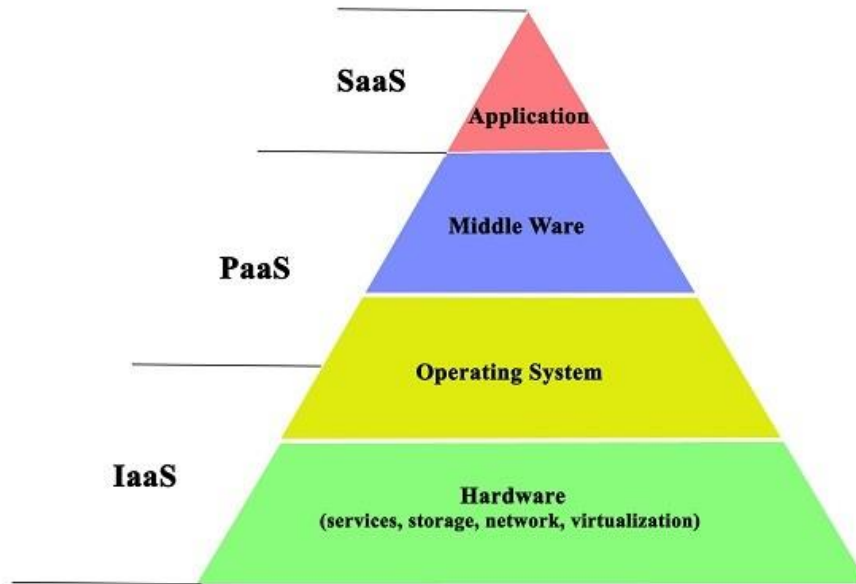 SaaS
Application
Middle Ware
PaaS
Operating System
IaaS
Hardware
(services, storage, network, virtualization)